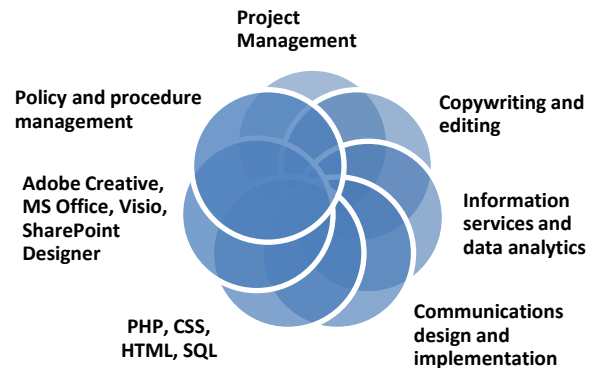 Project
Management
Copywriting and
editing
Information
services and
data analytics
Communications
design and
implementation
PHP, CSS,
HTML, SQL
Adobe Creative,
MS Office, Visio,
SharePoint
Designer
Policy and procedure
management